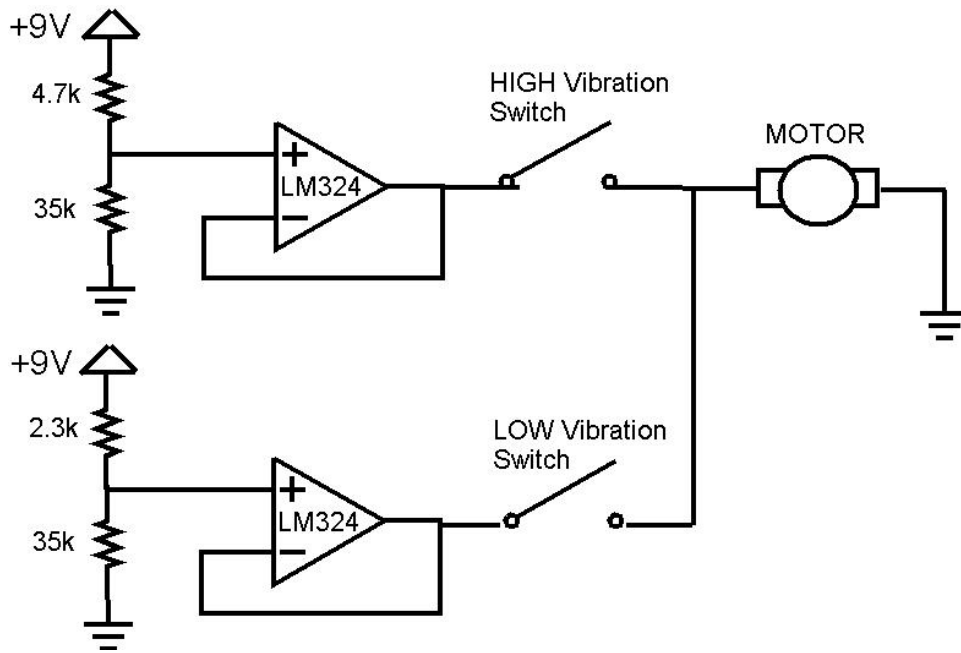 +9V
4.7k
35k
+
LM324
−
HIGH Vibration
Switch
MOTOR
+9V
2.3k
35k
+
LM324
−
LOW Vibration
Switch